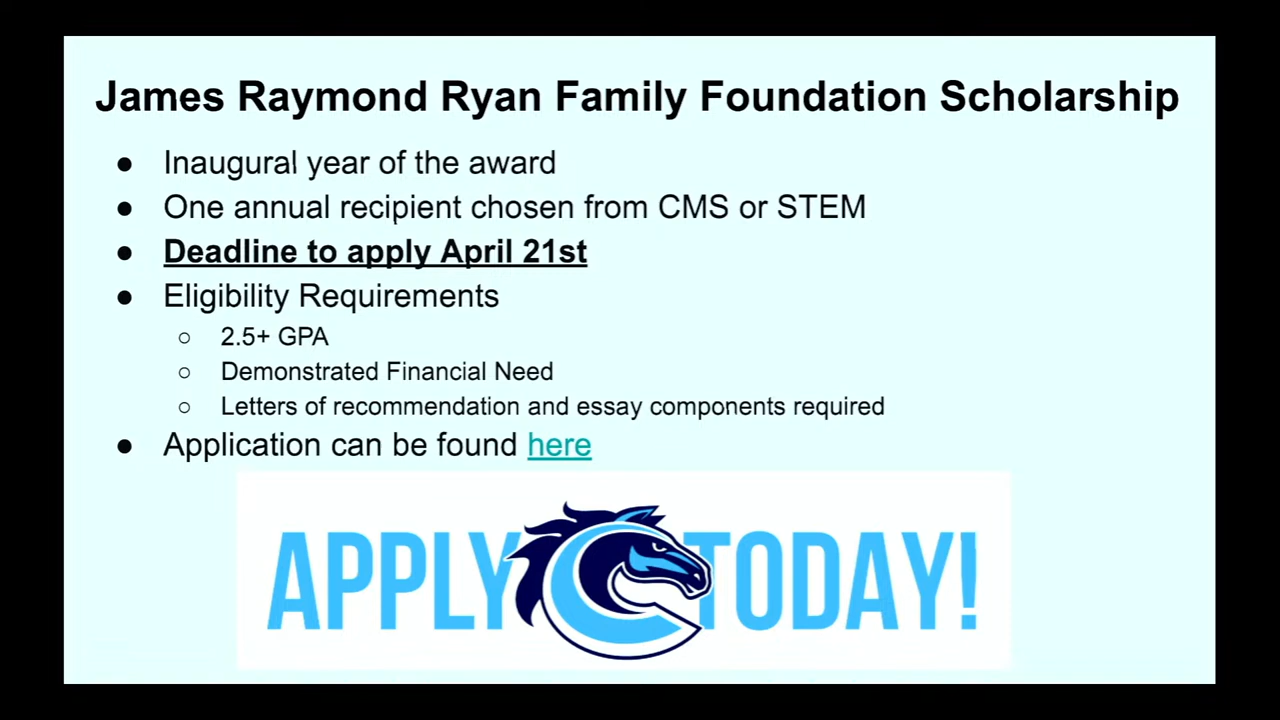 James Raymond Ryan Family Foundation Scholarship
● Inaugural year of the award
● One annual recipient chosen from CMS or STEM
● Deadline to apply April 21st
● Eligibility Requirements
○ 2.5+ GPA
○ Demonstrated Financial Need
○ Letters of recommendation and essay components required
● Application can be found here
APPLY TODAY!